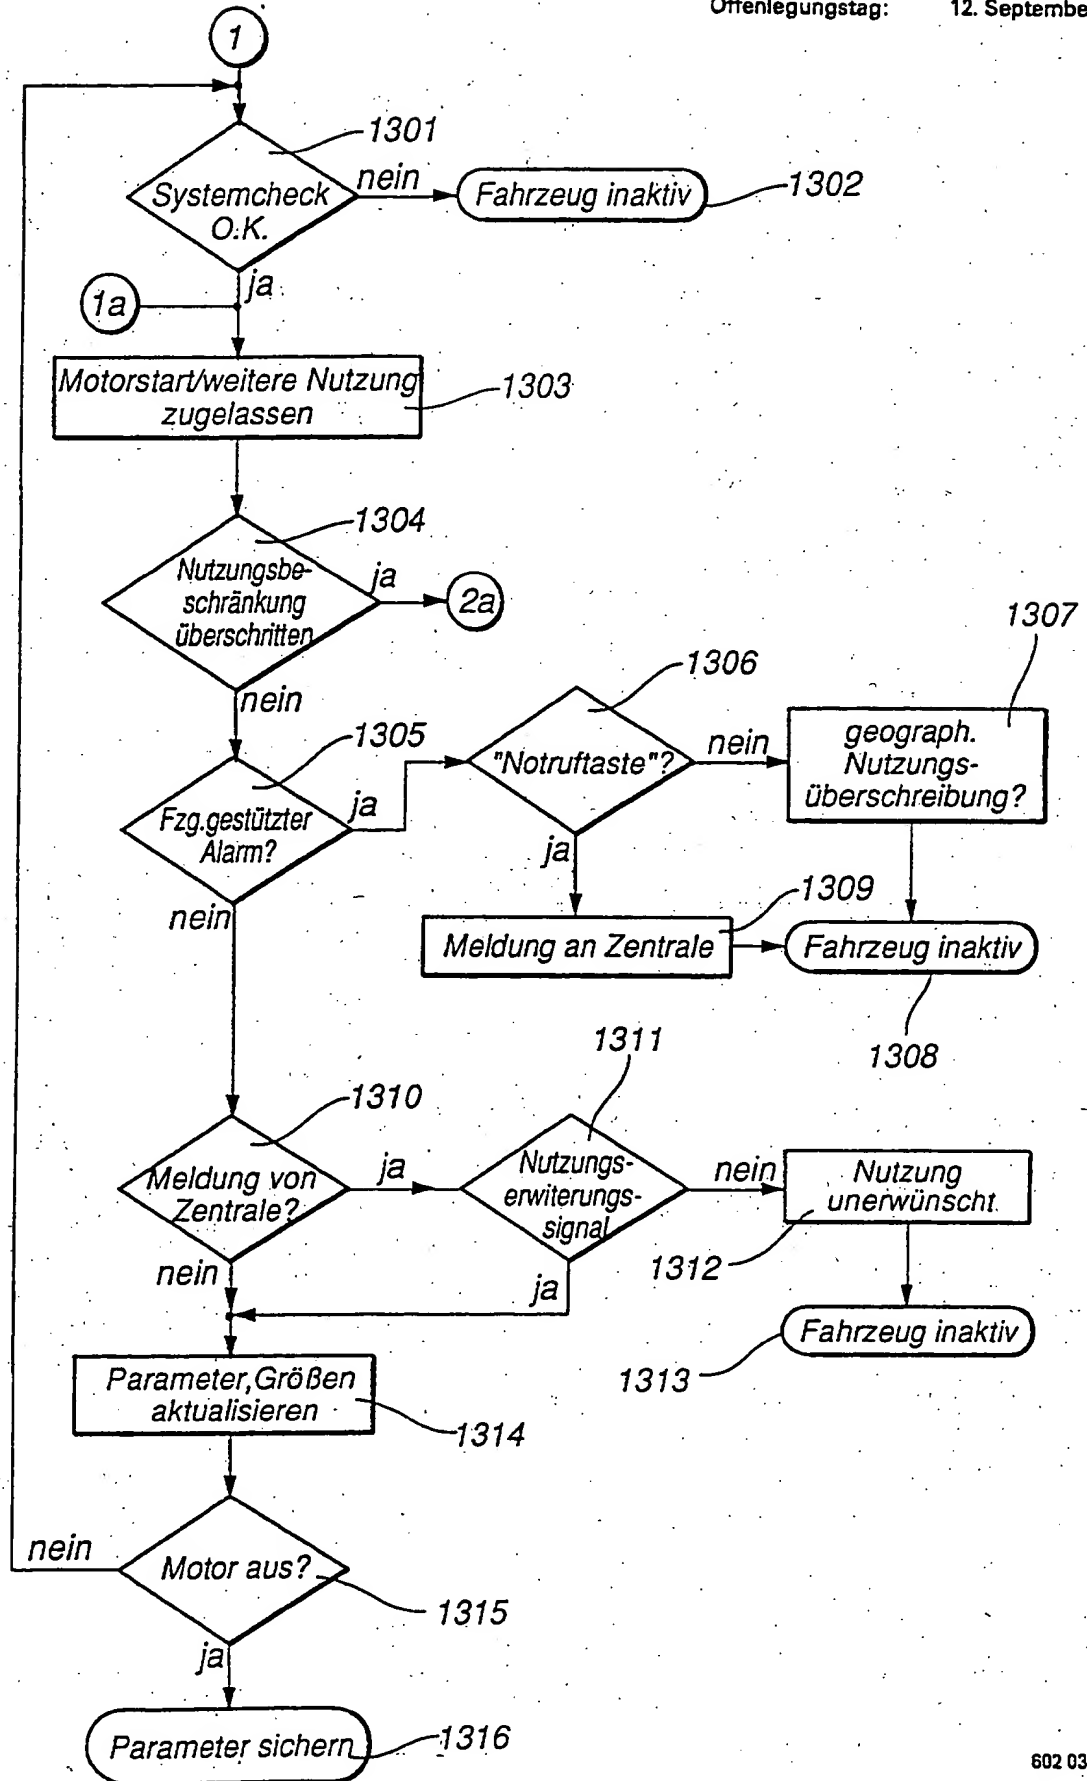 Offenlegungstag: 12. Septembe
1
1301
Systemcheck
O.K.
nein
Fahrzeug inaktiv
1302
ja
1a
Motorstart/weitere Nutzung
zugelassen
1303
1304
Nutzungsbe-
schränkung
überschritten
ja
2a
nein
1305
Fzg.gestützter
Alarm?
ja
1306
"Notruftaste"?
nein
1307
geograph.
Nutzungs-
überschreibung?
ja
nein
1309
Meldung an Zentrale
Fahrzeug inaktiv
1308
1310
Meldung von
Zentrale?
ja
1311
Nutzungs-
erwiterungs-
signal
nein
Nutzung
unerwünscht
1312
nein
ja
Fahrzeug inaktiv
1313
Parameter,Größen
aktualisieren
1314
nein
Motor aus?
1315
ja
Parameter sichern
1316
602 03